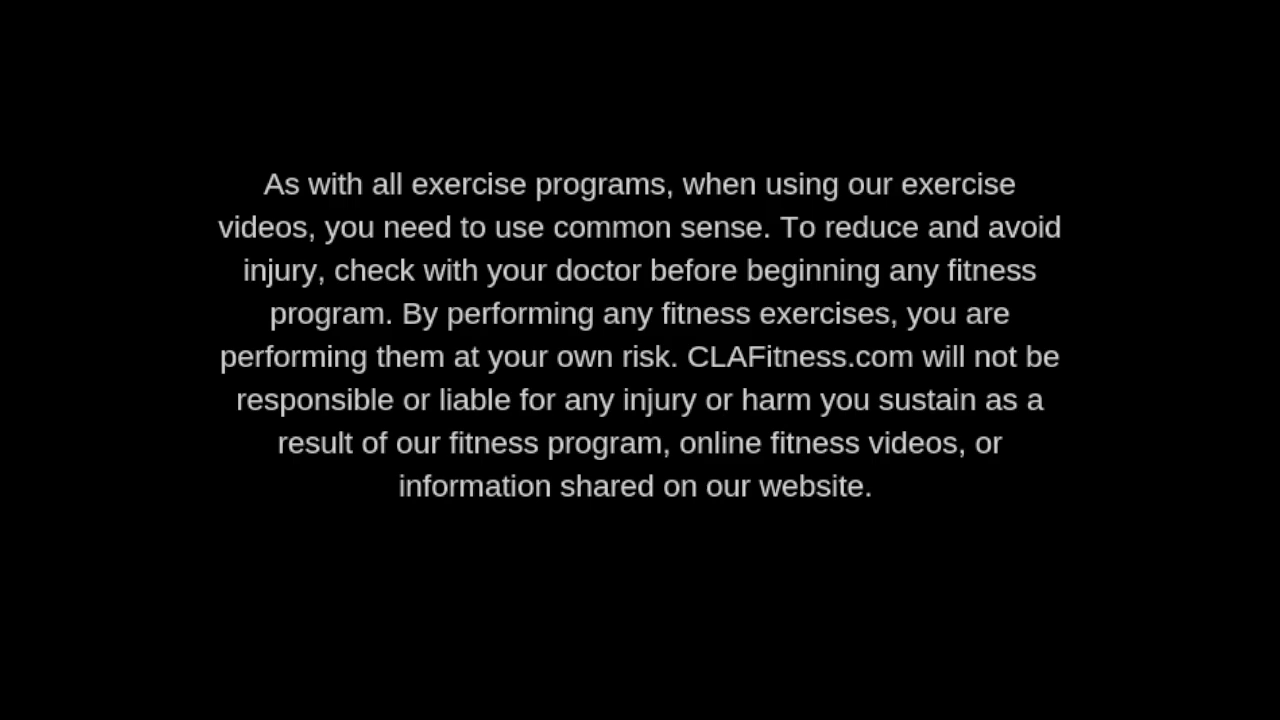 As with all exercise programs, when using our exercise
videos, you need to use common sense. To reduce and avoid
injury, check with your doctor before beginning any fitness
program. By performing any fitness exercises, you are
performing them at your own risk. CLAFitness.com will not be
responsible or liable for any injury or harm you sustain as a
result of our fitness program, online fitness videos, or
information shared on our website.